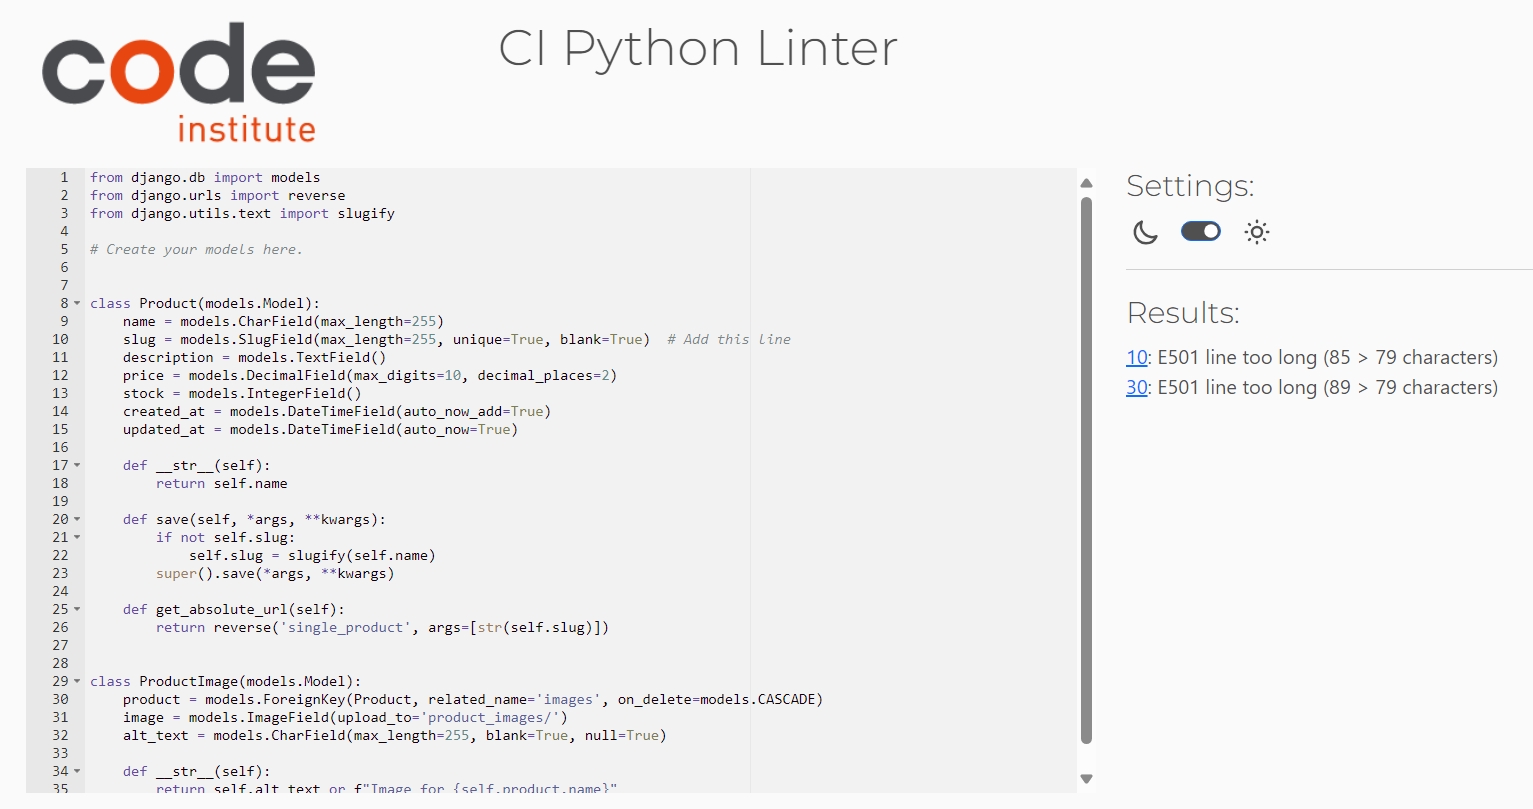 code
institute
CI Python Linter
1 from django.db import models
2 from django.urls import reverse
3 from django.utils.text import slugify
4
5 # Create your models here.
6
7
8 class Product(models.Model):
9     name = models.CharField(max_length=255)
10     slug = models.SlugField(max_length=255, unique=True, blank=True)  # Add this line
11     description = models.TextField()
12     price = models.DecimalField(max_digits=10, decimal_places=2)
13     stock = models.IntegerField()
14     created_at = models.DateTimeField(auto_now_add=True)
15     updated_at = models.DateTimeField(auto_now=True)
16
17     def __str__(self):
18         return self.name
19
20     def save(self, *args, **kwargs):
21         if not self.slug:
22             self.slug = slugify(self.name)
23         super().save(*args, **kwargs)
24
25     def get_absolute_url(self):
26         return reverse('single_product', args=[str(self.slug)])
27
28
29 class ProductImage(models.Model):
30     product = models.ForeignKey(Product, related_name='images', on_delete=models.CASCADE)
31     image = models.ImageField(upload_to='product_images/')
32     alt_text = models.CharField(max_length=255, blank=True, null=True)
33
34     def __str__(self):
35         return self.alt_text or f"Image for {self.product.name}"
Settings:
Results:
10: E501 line too long (85 > 79 characters)
30: E501 line too long (89 > 79 characters)